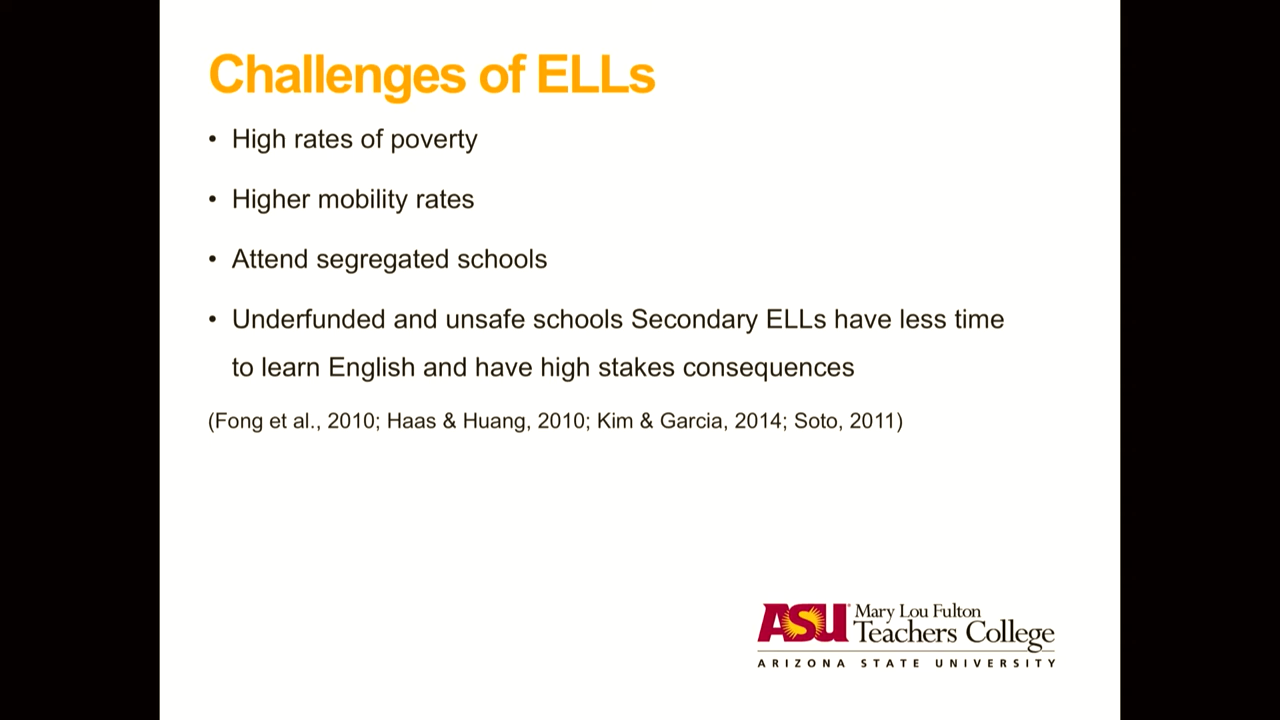 Challenges of ELLs
• High rates of poverty
• Higher mobility rates
• Attend segregated schools
• Underfunded and unsafe schools Secondary ELLs have less time
to learn English and have high stakes consequences
(Fong et al., 2010; Haas & Huang, 2010; Kim & Garcia, 2014; Soto, 2011)
ASU Mary Lou Fulton
Teachers College
ARIZONA STATE UNIVERSITY